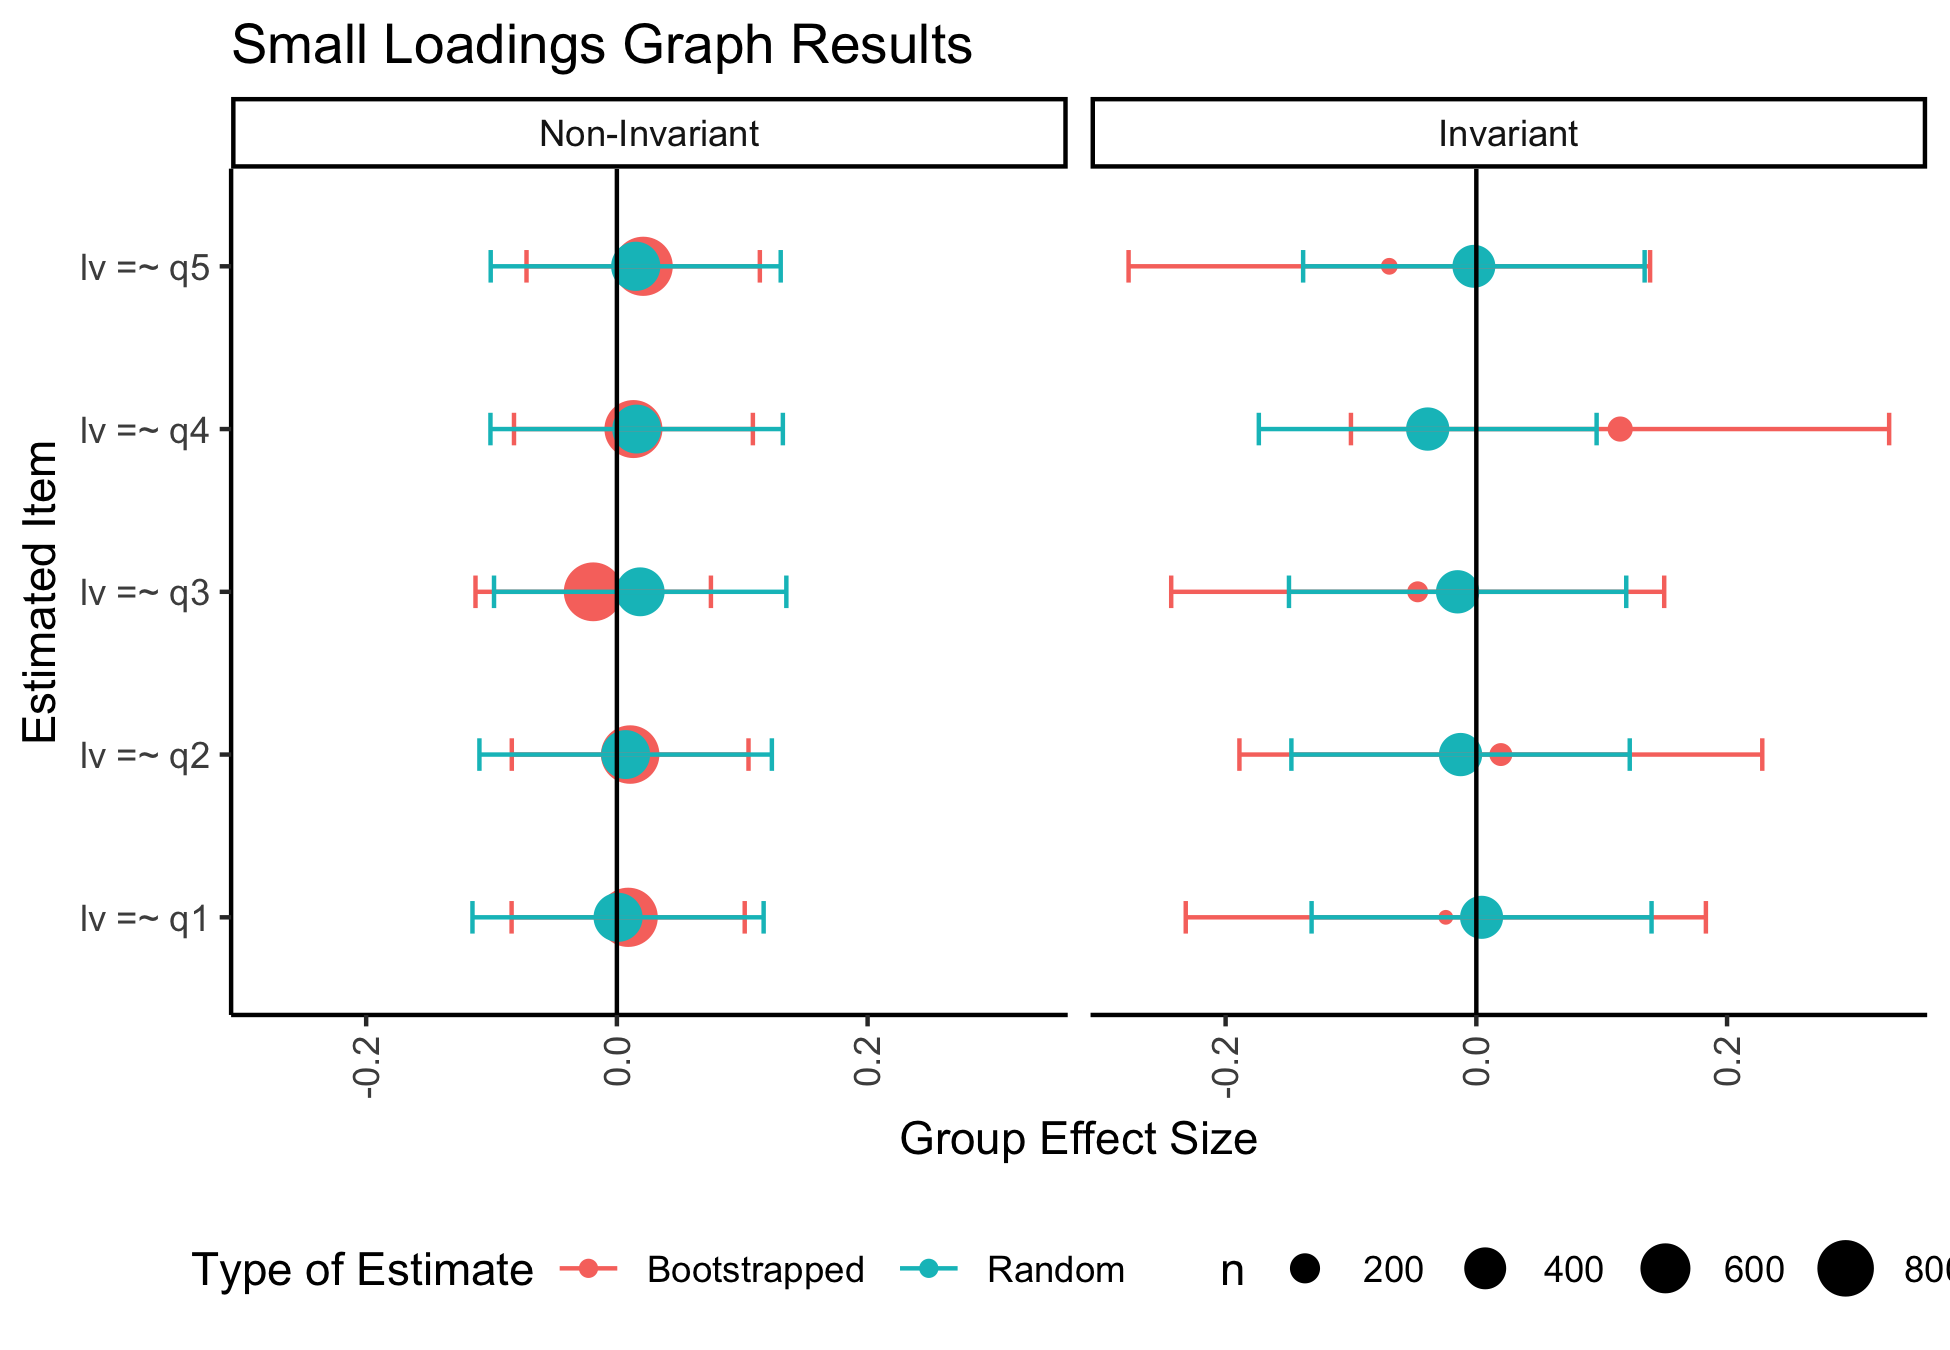 Small Loadings Graph Results
Non-Invariant
Invariant
Estimated Item
lv =~ q5
lv =~ q4
lv =~ q3
lv =~ q2
lv =~ q1
-0.2 0.0 0.2
-0.2 0.0 0.2
Group Effect Size
Type of Estimate Bootstrapped Random n 200 400 600